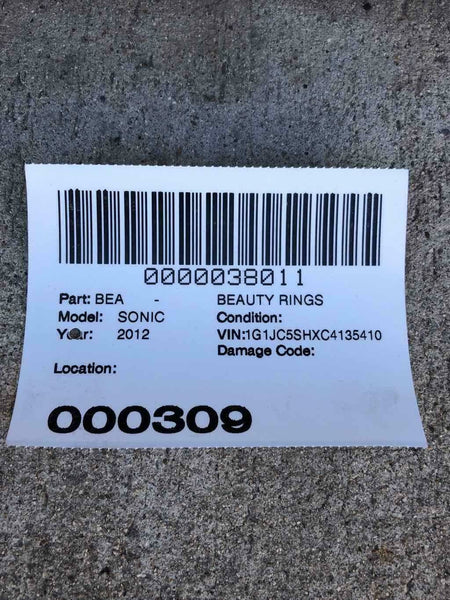 0000038011
Part: BEA - BEAUTY RINGS
Model: SONIC Condition:
Year: 2012 VIN:1G1JC5SHXC4135410
Damage Code:
Location:
000309